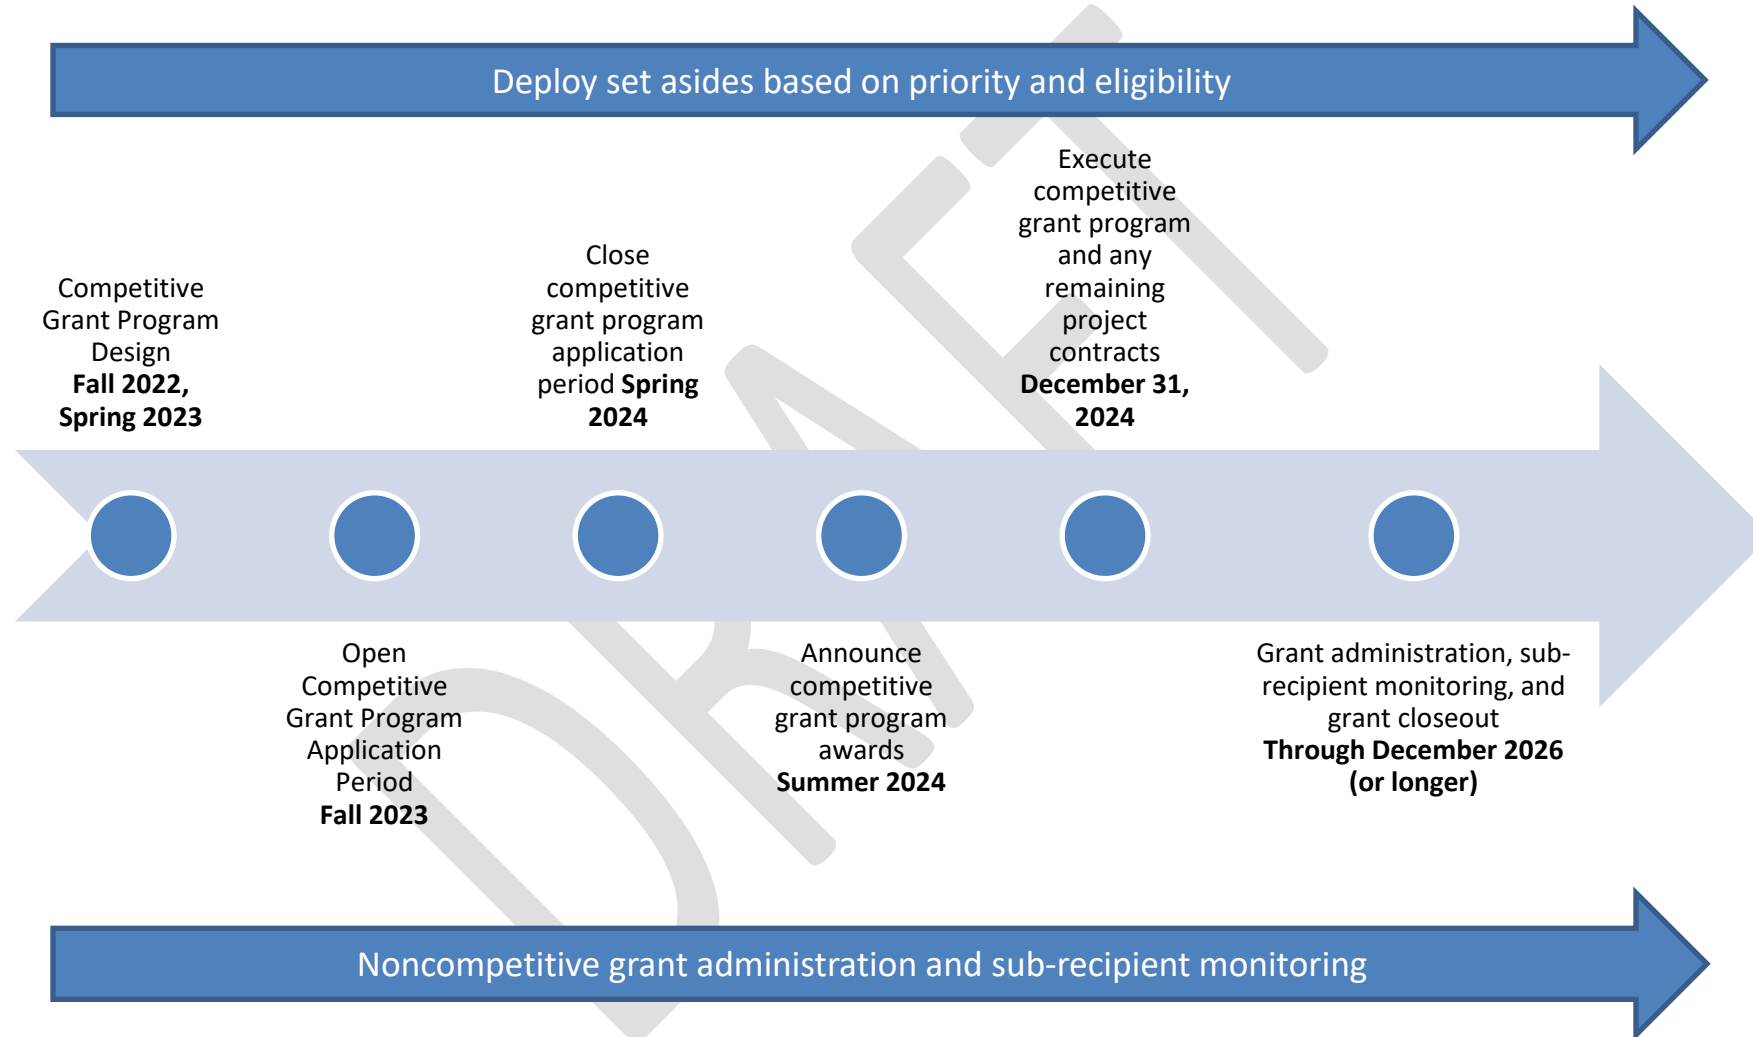 Deploy set asides based on priority and eligibility
Competitive
Grant Program
Design
Fall 2022,
Spring 2023
Close
competitive
grant program
application
period Spring
2024
Execute
competitive
grant program
and any
remaining
project
contracts
December 31,
2024
Open
Competitive
Grant Program
Application
Period
Fall 2023
Announce
competitive
grant program
awards
Summer 2024
Grant administration, sub-
recipient monitoring, and
grant closeout
Through December 2026
(or longer)
Noncompetitive grant administration and sub-recipient monitoring
DRAFT